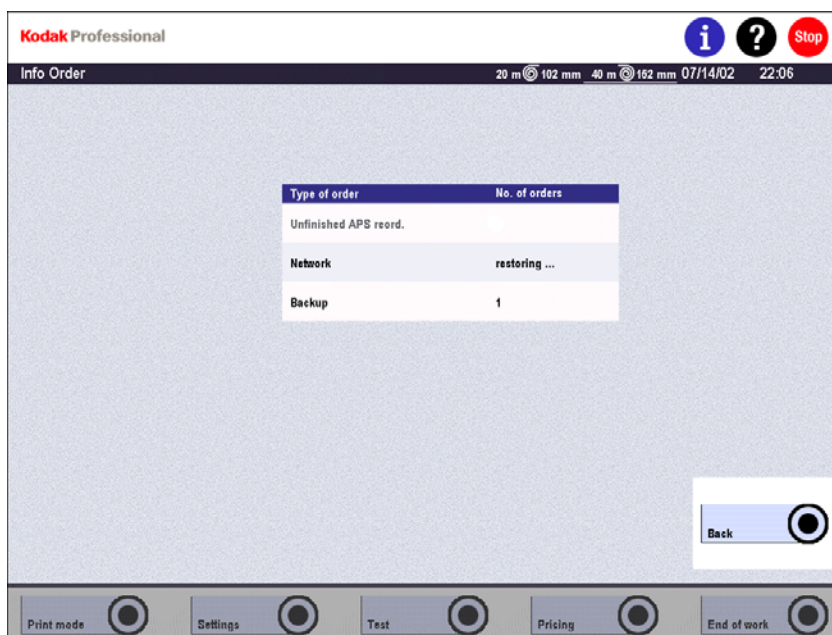 Kodak Professional
i ? Stop
Info Order 20 m 102 mm 40 m 152 mm 07/14/02 22:06
Type of order No. of orders
Unfinished APS reord.
Network restoring ...
Backup 1
Back
Print mode Settings Test Pricing End of work